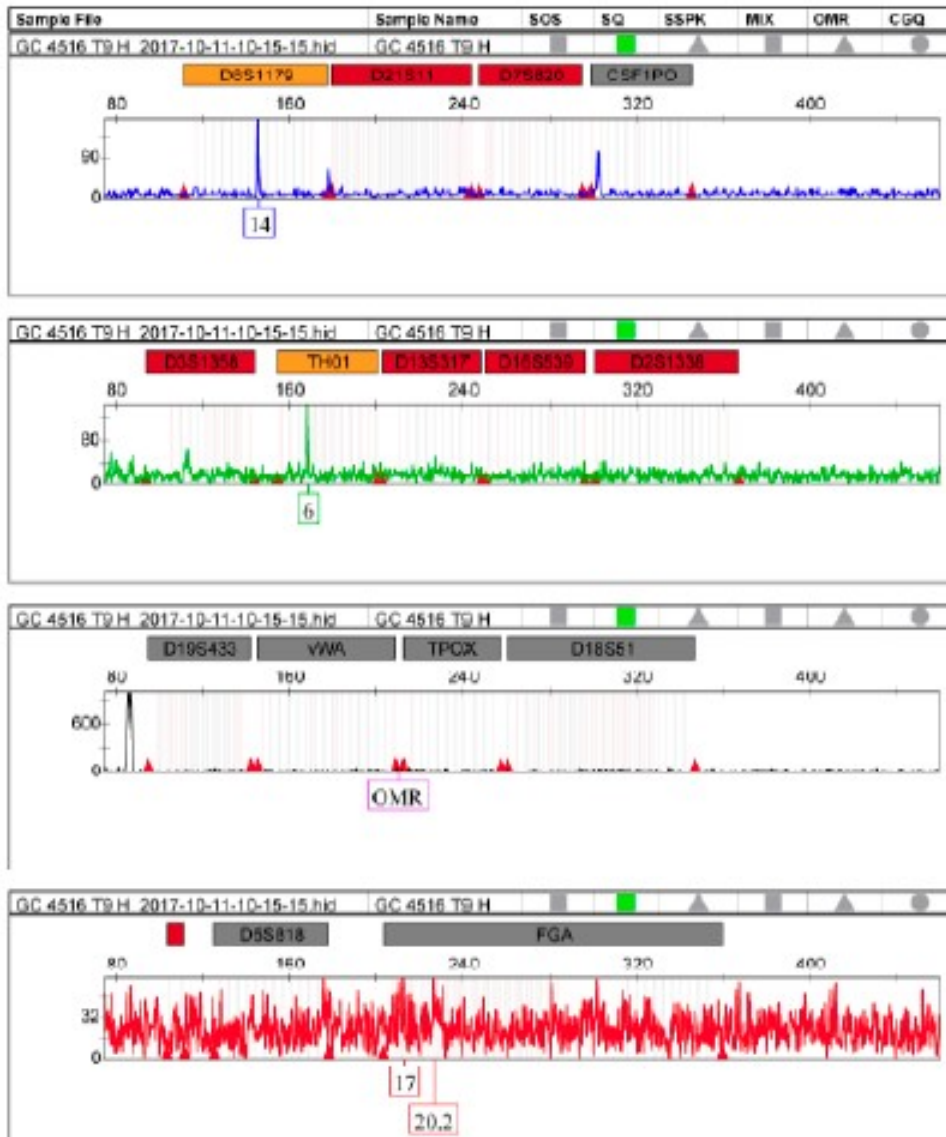 Sample File Sample Name SOS SQ SSPK MIX OMR CGQ
GC 4516 T9 H 2017-10-11-10-15-15.hid GC 4516 T9 H
D8S1179 D21S11 D7S820 CSF1PO
80 160 240 320 400
90
0
14
GC 4516 T9 H 2017-10-11-10-15-15.hid GC 4516 T9 H
D3S1358 TH01 D13S317 D16S539 D2S1338
80 160 240 320 400
80
0
6
GC 4516 T9 H 2017-10-11-10-15-15.hid GC 4516 T9 H
D19S433 vWA TPOX D18S51
80 160 240 320 400
600
0
OMR
GC 4516 T9 H 2017-10-11-10-15-15.hid GC 4516 T9 H
D5S818 FGA
80 160 240 320 400
32
0
17
20.2